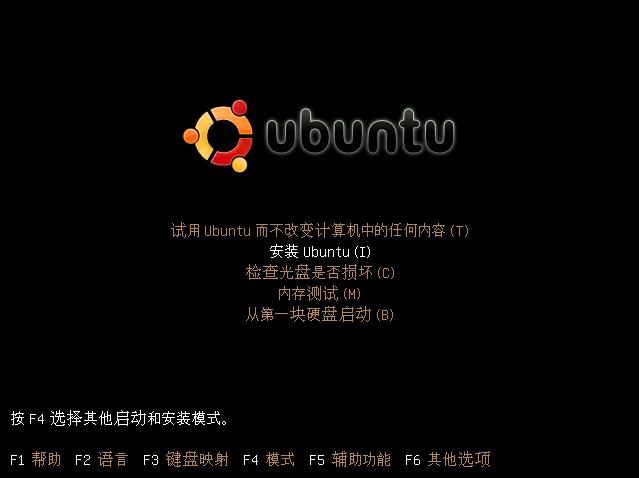 ubuntu
试用 Ubuntu 而不改变计算机中的任何内容 (T)
安装 Ubuntu (I)
检查光盘是否损坏 (C)
内存测试 (M)
从第一块硬盘启动 (B)
按 F4 选择其他启动和安装模式。
F1 帮助 F2 语言 F3 键盘映射 F4 模式 F5 辅助功能 F6 其他选项